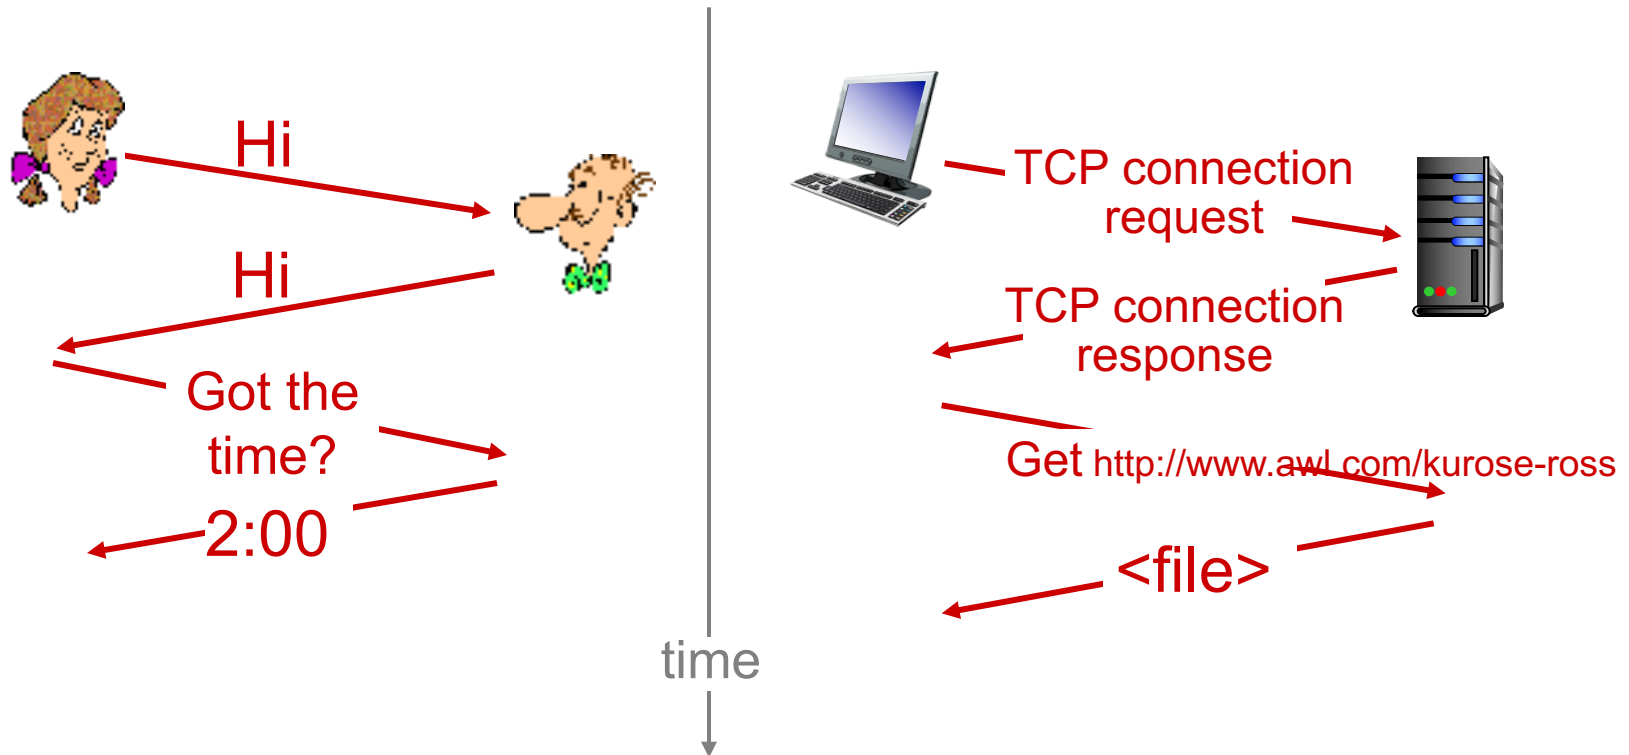 Hi
Hi
Got the
time?
2:00
time
TCP connection
request
TCP connection
response
Get http://www.awl.com/kurose-ross
<file>